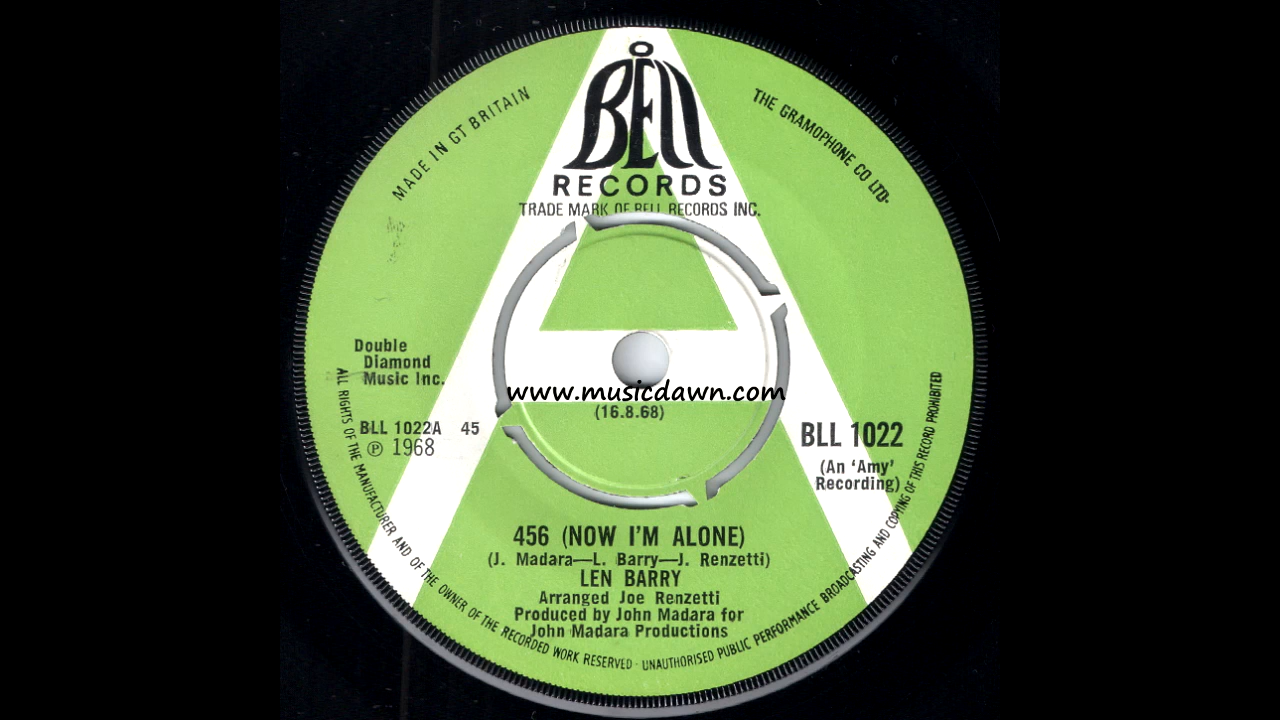 BELL
RECORDS
TRADE MARK OF BELL RECORDS INC.
MADE IN GT BRITAIN
THE GRAMOPHONE CO LTD.
Double
Diamond
Music Inc.
BLL 1022A 45
Ⓟ 1968
www.musicdawn.com
(16.8.68)
BLL 1022
(An 'Amy'
Recording)
A
456 (NOW I'M ALONE)
(J. Madara—L. Barry—J. Renzetti)
LEN BARRY
Arranged Joe Renzetti
Produced by John Madara for
John Madara Productions
ALL RIGHTS OF THE MANUFACTURER AND OF THE OWNER OF THE RECORDED WORK RESERVED · UNAUTHORISED PUBLIC PERFORMANCE BROADCASTING AND COPYING OF THIS RECORD PROHIBITED